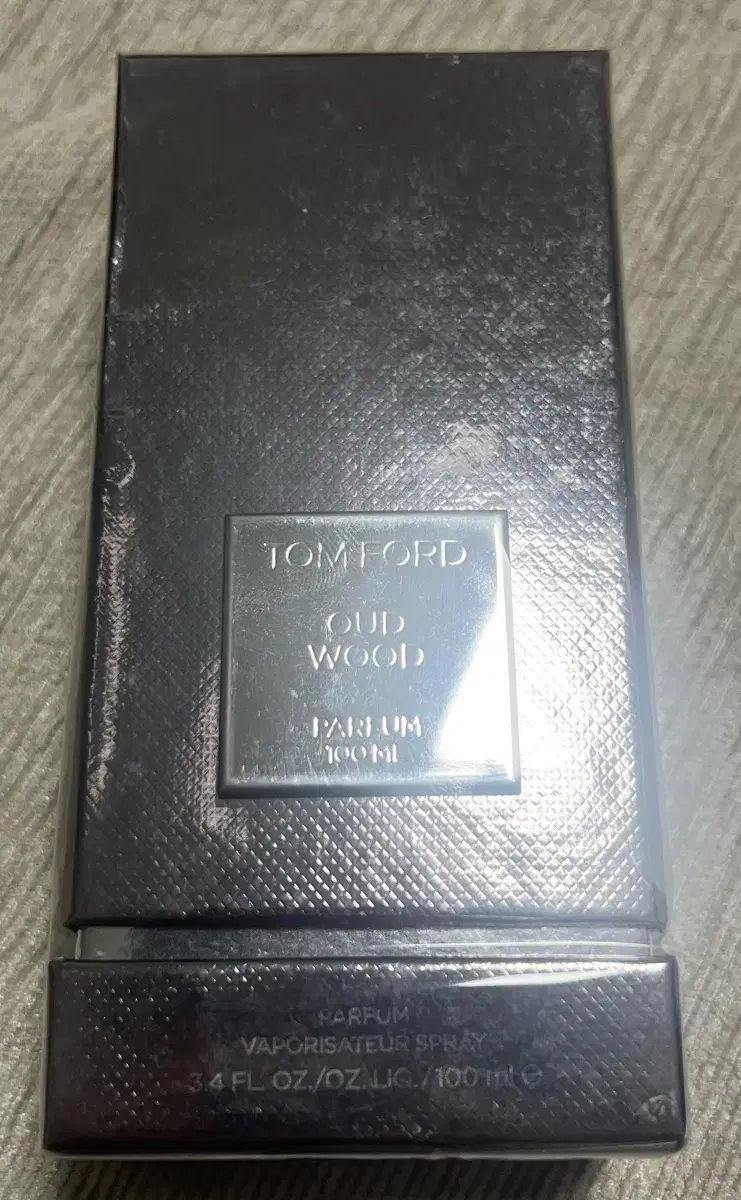 TOM FORD
OUD
WOOD
PARFUM
100 ML
PARFUM
VAPORISATEUR SPRAY
3.4 FL. OZ./OZ. LIQ./100 ml ℮